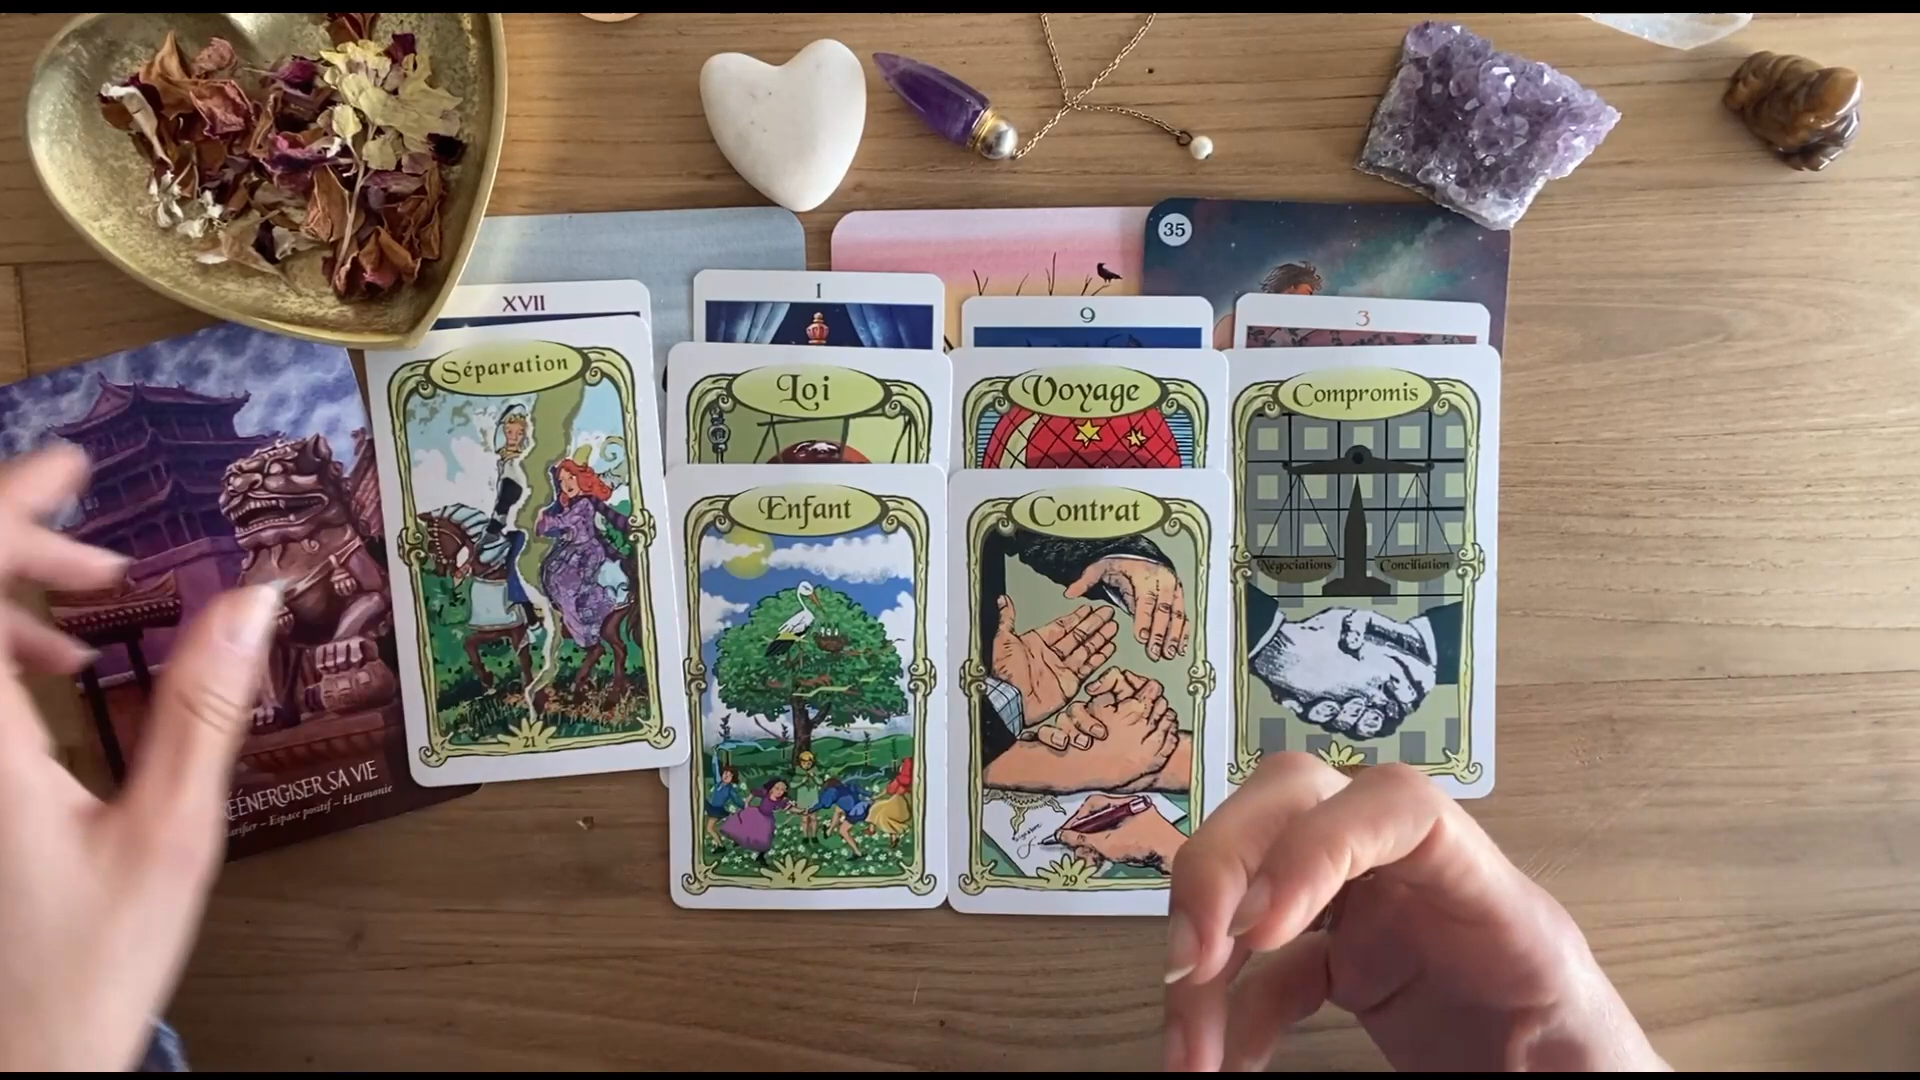 35
XVII
1
9
3
Séparation
Loi
Voyage
Compromis
Enfant
Contrat
Négociations
Conciliation
21
RÉÉNERGISER SA VIE
– Espace positif – Harmonie
4
29